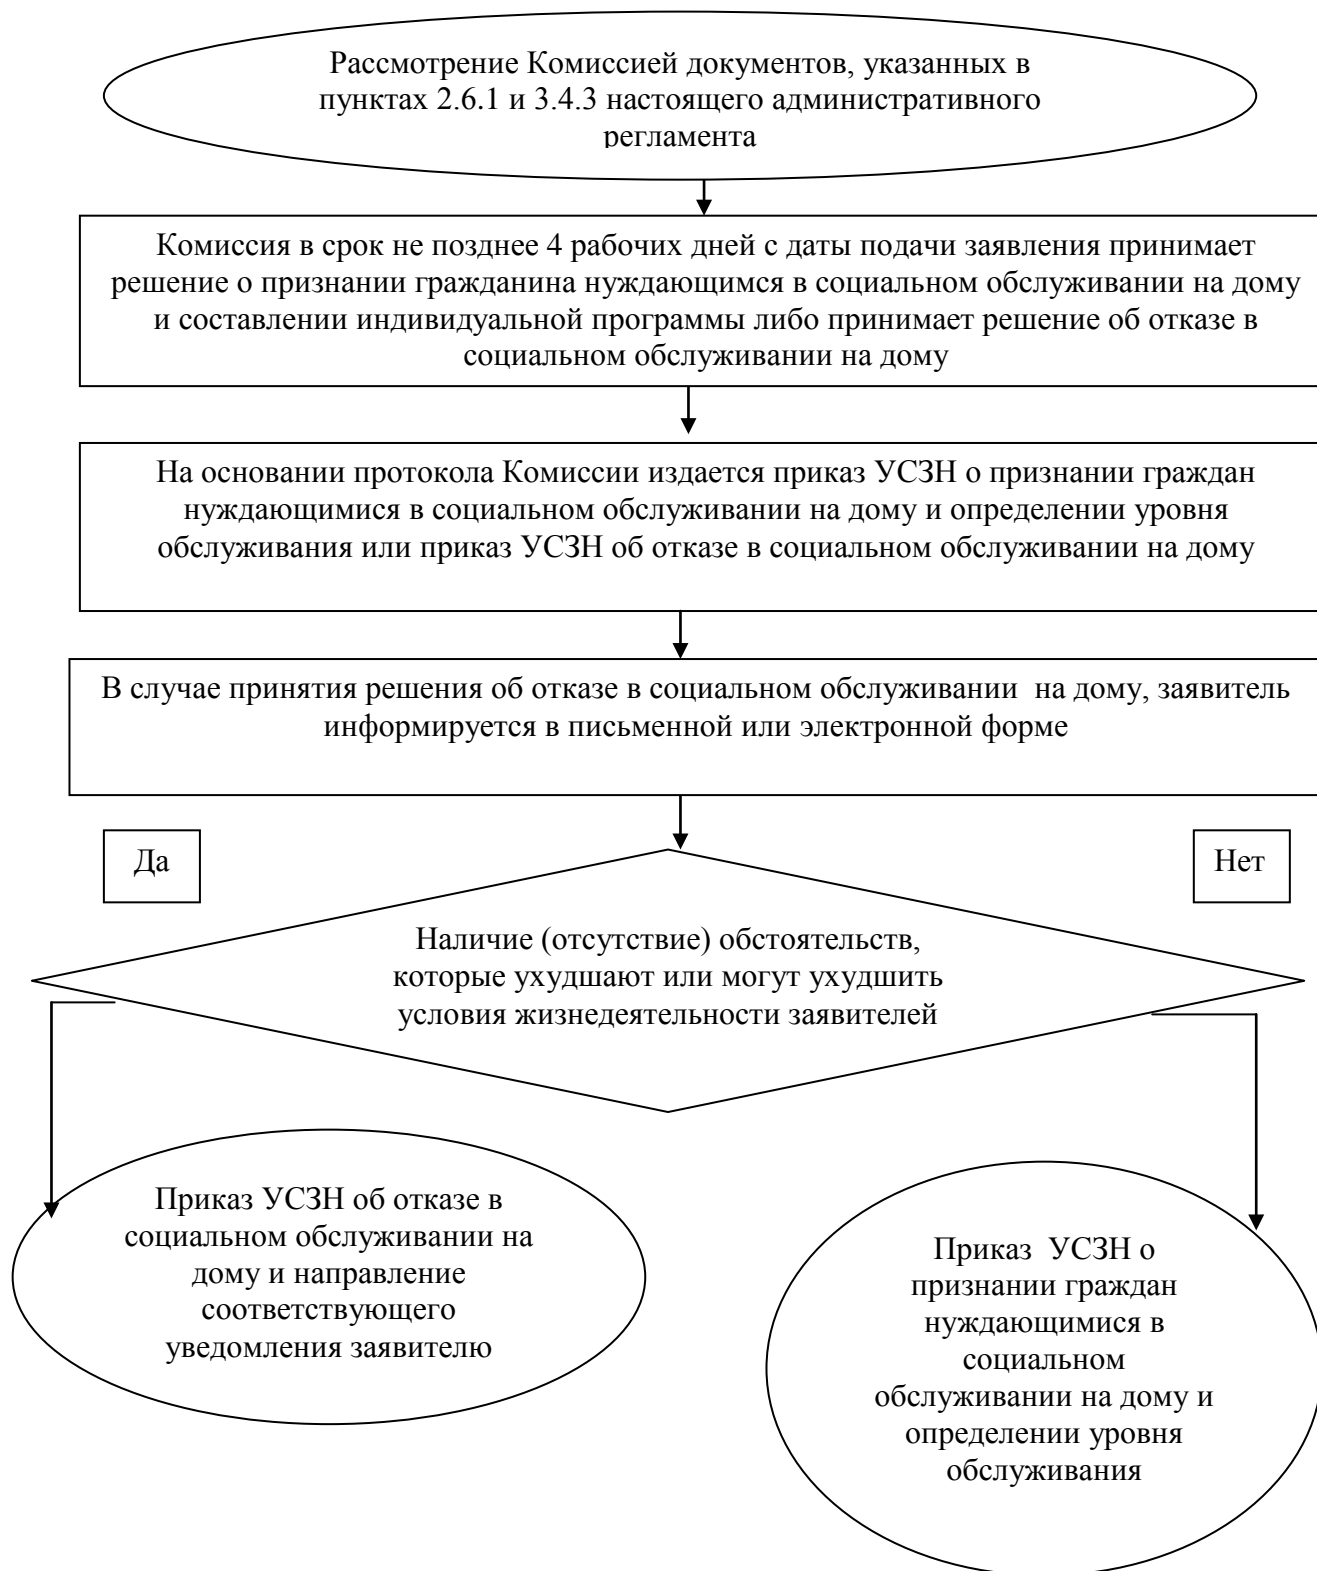 Рассмотрение Комиссией документов, указанных в
пунктах 2.6.1 и 3.4.3 настоящего административного
регламента
Комиссия в срок не позднее 4 рабочих дней с даты подачи заявления принимает
решение о признании гражданина нуждающимся в социальном обслуживании на дому
и составлении индивидуальной программы либо принимает решение об отказе в
социальном обслуживании на дому
На основании протокола Комиссии издается приказ УСЗН о признании граждан
нуждающимися в социальном обслуживании на дому и определении уровня
обслуживания или приказ УСЗН об отказе в социальном обслуживании на дому
В случае принятия решения об отказе в социальном обслуживании на дому, заявитель
информируется в письменной или электронной форме
Да
Нет
Наличие (отсутствие) обстоятельств,
которые ухудшают или могут ухудшить
условия жизнедеятельности заявителей
Приказ УСЗН об отказе в
социальном обслуживании на
дому и направление
соответствующего
уведомления заявителю
Приказ УСЗН о
признании граждан
нуждающимися в
социальном
обслуживании на дому и
определении уровня
обслуживания